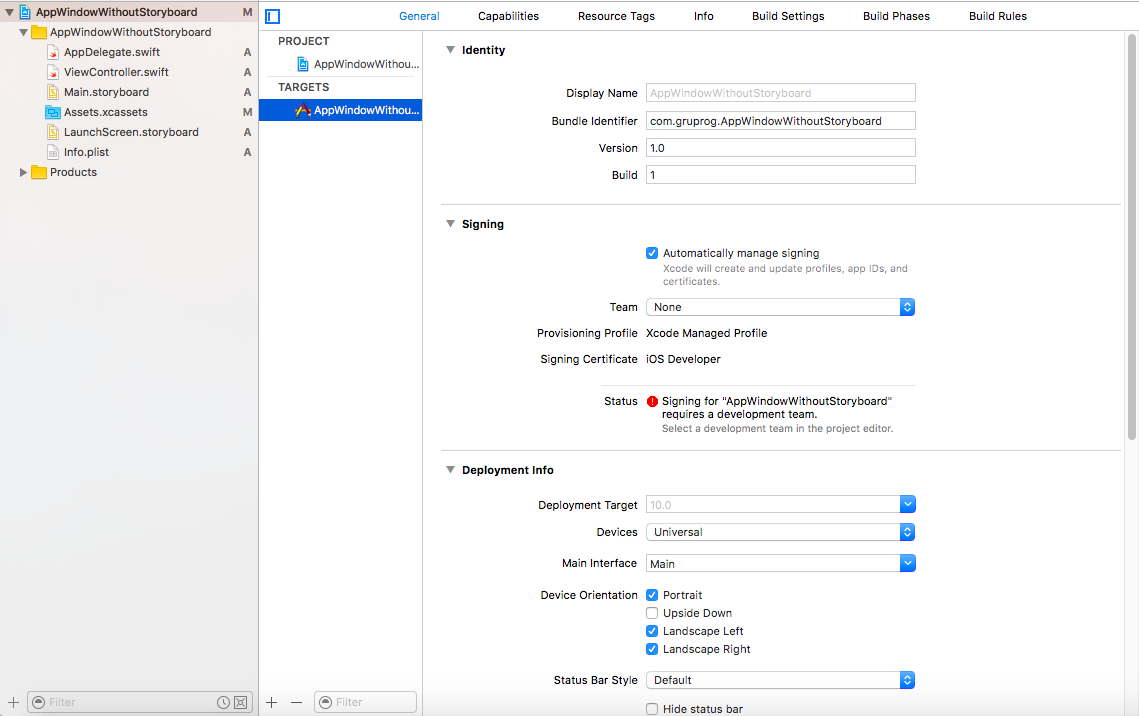 AppWindowWithoutStoryboard M
AppWindowWithoutStoryboard
AppDelegate.swift A
ViewController.swift A
Main.storyboard A
Assets.xcassets M
LaunchScreen.storyboard A
Info.plist A
Products
Filter
General Capabilities Resource Tags Info Build Settings Build Phases Build Rules
PROJECT
AppWindowWithou...
TARGETS
AppWindowWithou...
Filter
Identity
Display Name AppWindowWithoutStoryboard
Bundle Identifier com.gruprog.AppWindowWithoutStoryboard
Version 1.0
Build 1
Signing
Automatically manage signing
Xcode will create and update profiles, app IDs, and
certificates.
Team None
Provisioning Profile Xcode Managed Profile
Signing Certificate iOS Developer
Status Signing for "AppWindowWithoutStoryboard"
requires a development team.
Select a development team in the project editor.
Deployment Info
Deployment Target 10.0
Devices Universal
Main Interface Main
Device Orientation Portrait
Upside Down
Landscape Left
Landscape Right
Status Bar Style Default
Hide status bar